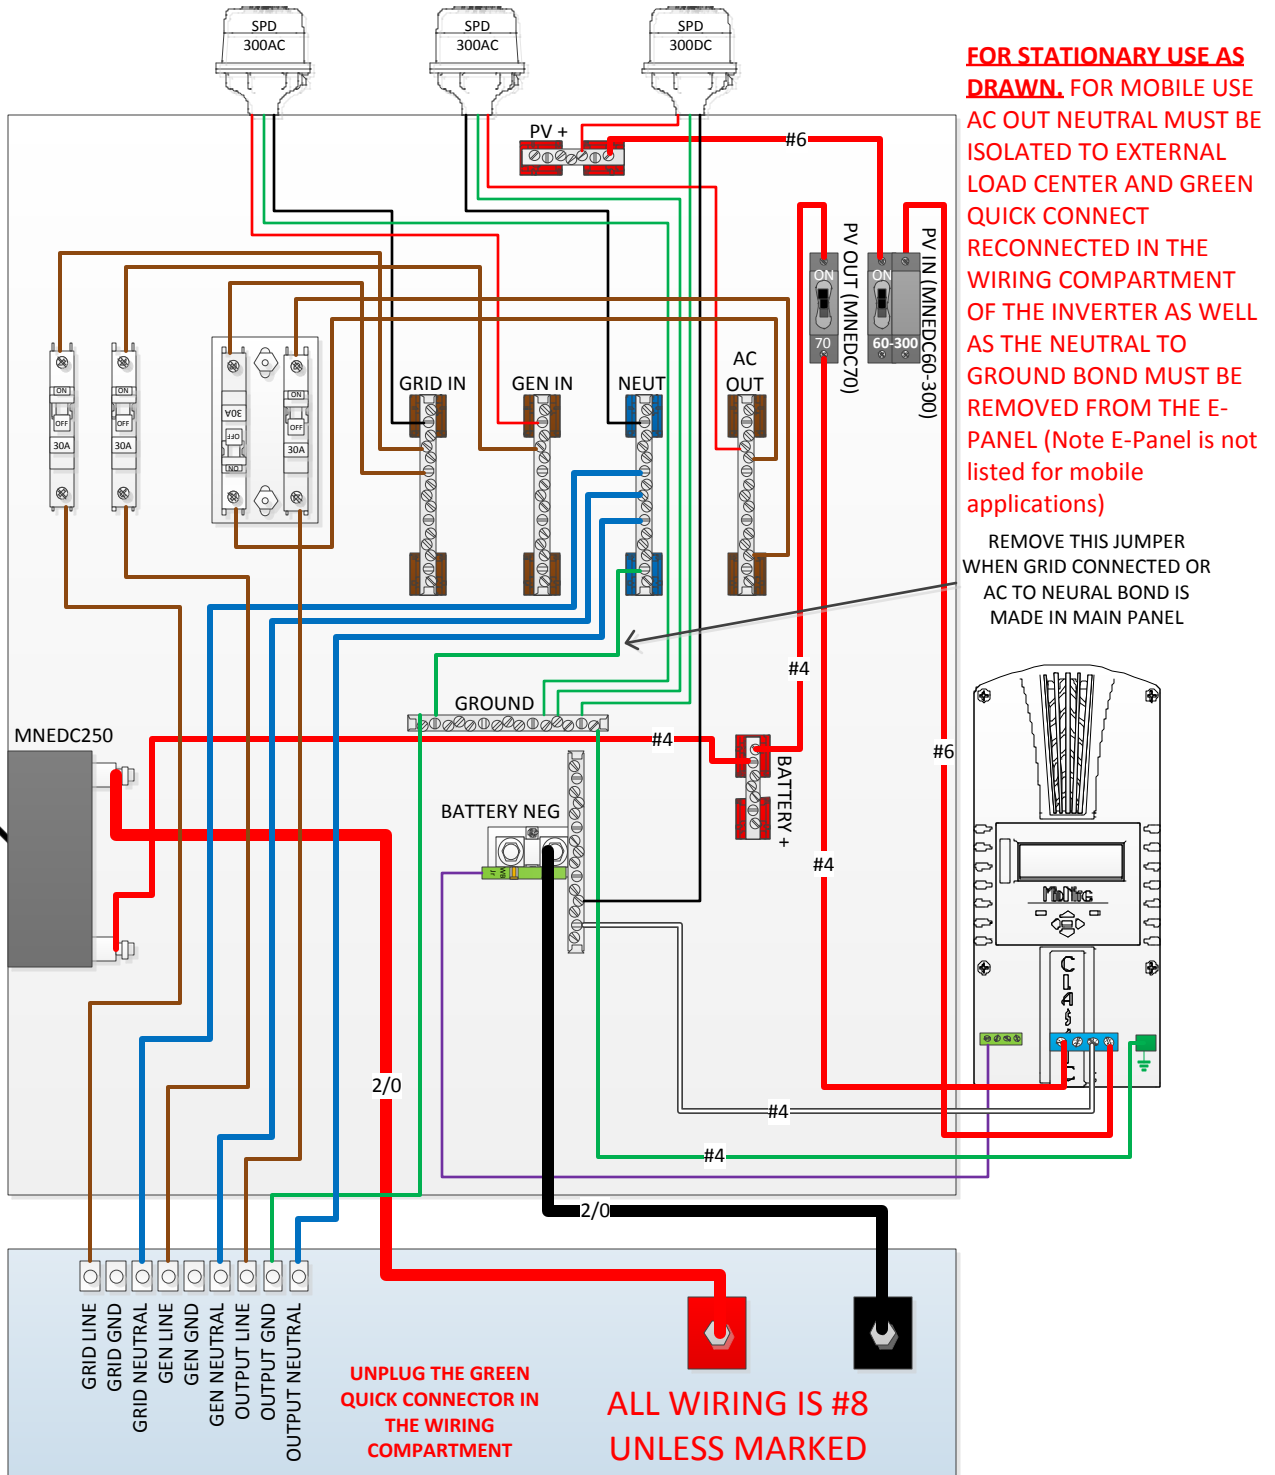 SPD
300AC
SPD
300AC
SPD
300DC
FOR STATIONARY USE AS
DRAWN. FOR MOBILE USE
AC OUT NEUTRAL MUST BE
ISOLATED TO EXTERNAL
LOAD CENTER AND GREEN
QUICK CONNECT
RECONNECTED IN THE
WIRING COMPARTMENT
OF THE INVERTER AS WELL
AS THE NEUTRAL TO
GROUND BOND MUST BE
REMOVED FROM THE E-
PANEL (Note E-Panel is not
listed for mobile
applications)
REMOVE THIS JUMPER
WHEN GRID CONNECTED OR
AC TO NEURAL BOND IS
MADE IN MAIN PANEL
PV +
#6
PV OUT (MNEDC70)
PV IN (MNEDC60-300)
ON
70
ON
60-300
GRID IN
GEN IN
NEUT
AC
OUT
ON
OFF
30A
ON
OFF
30A
30A
OFF
ON
ON
OFF
30A
#4
GROUND
MNEDC250
#4
#6
BATTERY +
BATTERY NEG
WB
Jr
#4
MidNite
CLASSIC
2/0
#4
#4
2/0
GRID LINE
GRID GND
GRID NEUTRAL
GEN LINE
GEN GND
GEN NEUTRAL
OUTPUT LINE
OUTPUT GND
OUTPUT NEUTRAL
UNPLUG THE GREEN
QUICK CONNECTOR IN
THE WIRING
COMPARTMENT
ALL WIRING IS #8
UNLESS MARKED